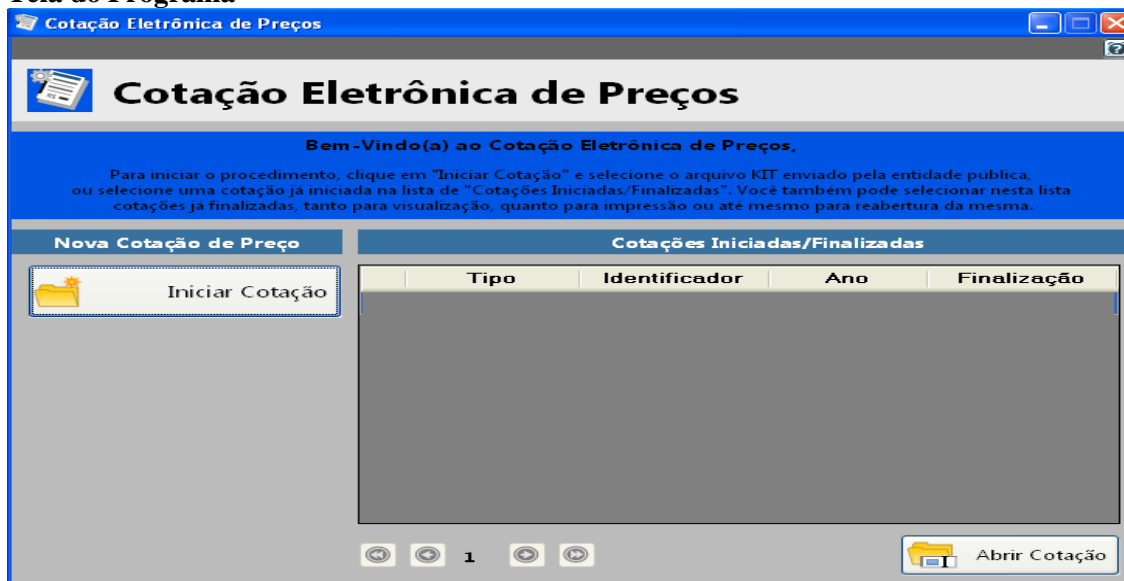 Tela do Programa
Cotação Eletrônica de Preços
Cotação Eletrônica de Preços
Bem-Vindo(a) ao Cotação Eletrônica de Preços,
Para iniciar o procedimento, clique em "Iniciar Cotação" e selecione o arquivo KIT enviado pela entidade publica,
ou selecione uma cotação já iniciada na lista de "Cotações Iniciadas/Finalizadas". Você também pode selecionar nesta lista
cotações já finalizadas, tanto para visualização, quanto para impressão ou até mesmo para reabertura da mesma.
Nova Cotação de Preço
Cotações Iniciadas/Finalizadas
Iniciar Cotação
Tipo Identificador Ano Finalização
1
Abrir Cotação